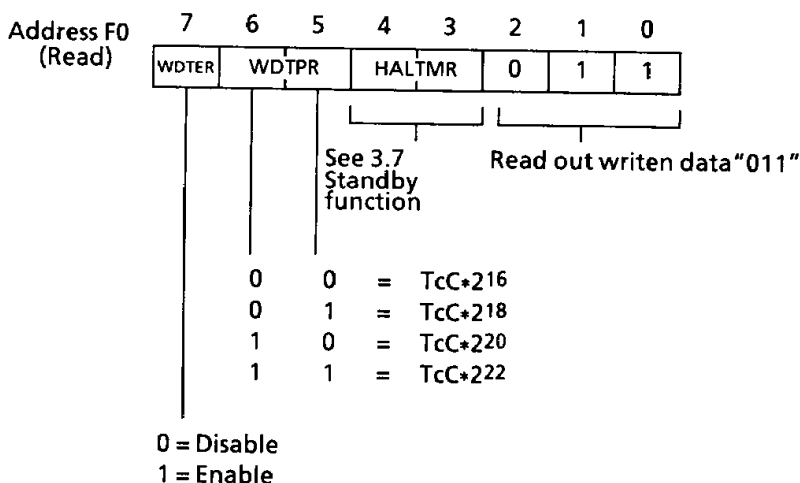 Address F0
(Read)
7 6 5 4 3 2 1 0
WDTER WDTPR HALTMR 0 1 1
See 3.7
Standby
function
Read out writen data"011"
0 0 = TcC*2¹⁶
0 1 = TcC*2¹⁸
1 0 = TcC*2²⁰
1 1 = TcC*2²²
0 = Disable
1 = Enable